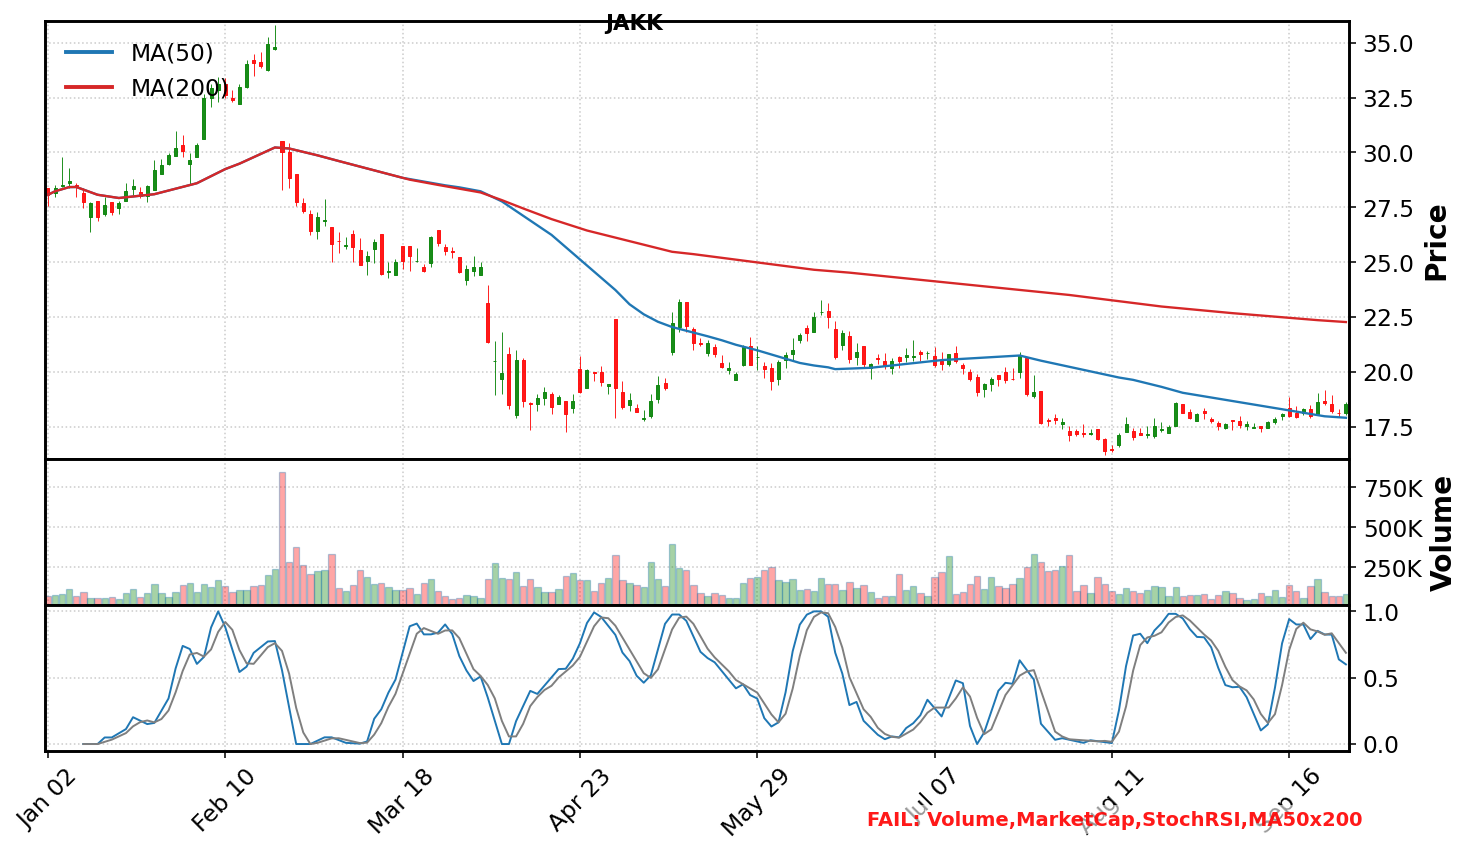 JAKK
MA(50)
MA(200)
35.0
32.5
30.0
27.5
25.0
22.5
20.0
17.5
Price
750K
500K
250K
Volume
1.0
0.5
0.0
Jan 02
Feb 10
Mar 18
Apr 23
May 29
Jul 07
Aug 11
Sep 16
FAIL: Volume,MarketCap,StochRSI,MA50x200